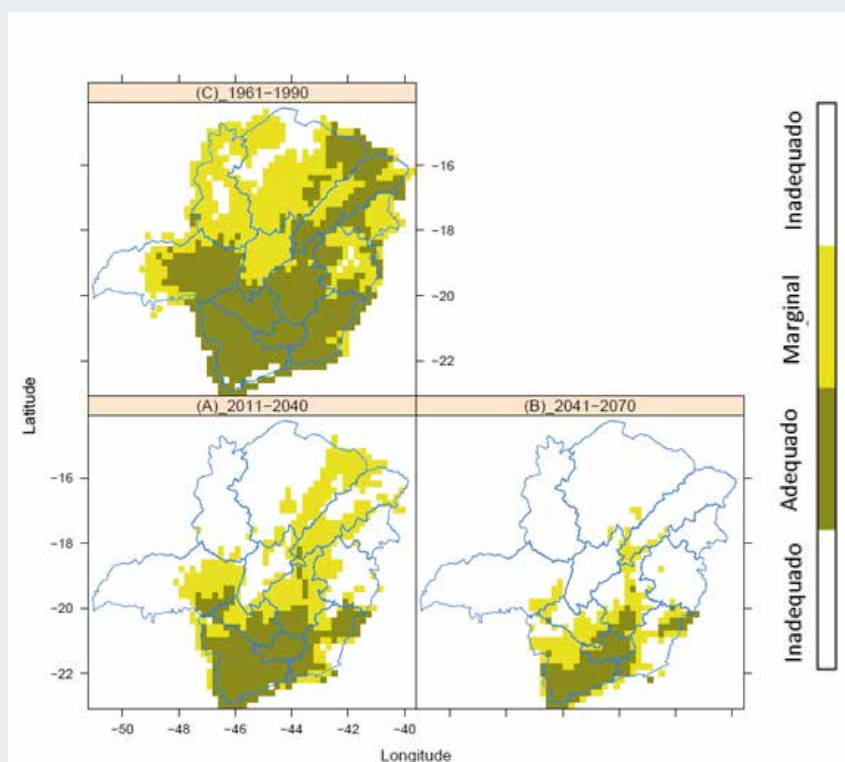 (C)_1961−1990
−16
−18
−20
−22
(A)_2011−2040
(B)_2041−2070
−16
−18
−20
−22
−50
−48
−46
−44
−42
−40
Latitude
Longitude
Inadequado
Marginal
Adequado
Inadequado